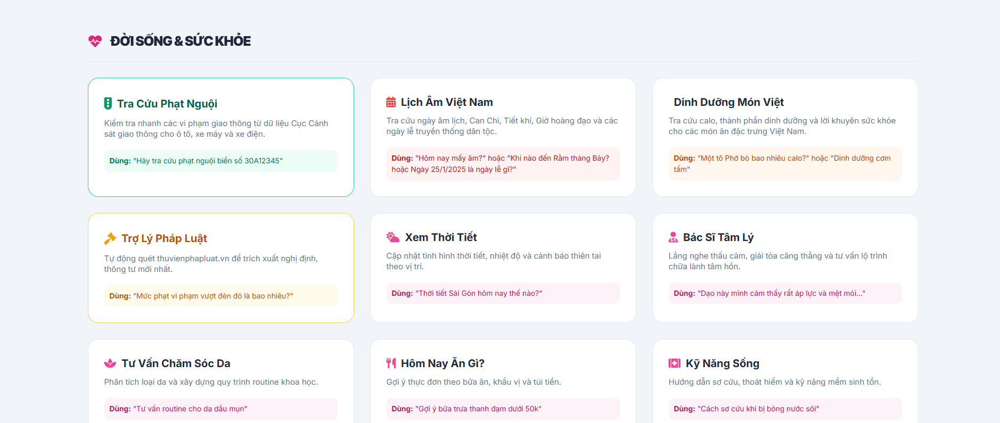 ĐỜI SỐNG & SỨC KHỎE
Tra Cứu Phạt Nguội
Kiểm tra nhanh các vi phạm giao thông từ dữ liệu Cục Cảnh
sát giao thông cho ô tô, xe máy và xe điện.
Dùng: "Hãy tra cứu phạt nguội biển số 30A12345"
Lịch Âm Việt Nam
Tra cứu ngày âm lịch, Can Chi, Tiết khí, Giờ hoàng đạo và các
ngày lễ truyền thống dân tộc.
Dùng: "Hôm nay mấy âm?" hoặc "Khi nào đến Rằm tháng Bảy?
hoặc Ngày 25/1/2025 là ngày lễ gì?"
Dinh Dưỡng Món Việt
Tra cứu calo, thành phần dinh dưỡng và lời khuyên sức khỏe
cho các món ăn đặc trưng Việt Nam.
Dùng: "Một tô Phở bò bao nhiêu calo?" hoặc "Dinh dưỡng cơm
tấm"
Trợ Lý Pháp Luật
Tự động quét thuvienphapluat.vn để trích xuất nghị định,
thông tư mới nhất.
Dùng: "Mức phạt vi phạm vượt đèn đỏ là bao nhiêu?"
Xem Thời Tiết
Cập nhật tình hình thời tiết, nhiệt độ và cảnh báo thiên tai
theo vị trí.
Dùng: "Thời tiết Sài Gòn hôm nay thế nào?"
Bác Sĩ Tâm Lý
Lắng nghe thấu cảm, giải tỏa căng thẳng và tư vấn lộ trình
chữa lành tâm hồn.
Dùng: "Dạo này mình cảm thấy rất áp lực và mệt mỏi..."
Tư Vấn Chăm Sóc Da
Phân tích loại da và xây dựng quy trình routine khoa học.
Dùng: "Tư vấn routine cho da dầu mụn"
Hôm Nay Ăn Gì?
Gợi ý thực đơn theo bữa ăn, khẩu vị và túi tiền.
Dùng: "Gợi ý bữa trưa thanh đạm dưới 50k"
Kỹ Năng Sống
Hướng dẫn sơ cứu, thoát hiểm và kỹ năng mềm sinh tồn.
Dùng: "Cách sơ cứu khi bị bỏng nước sôi"